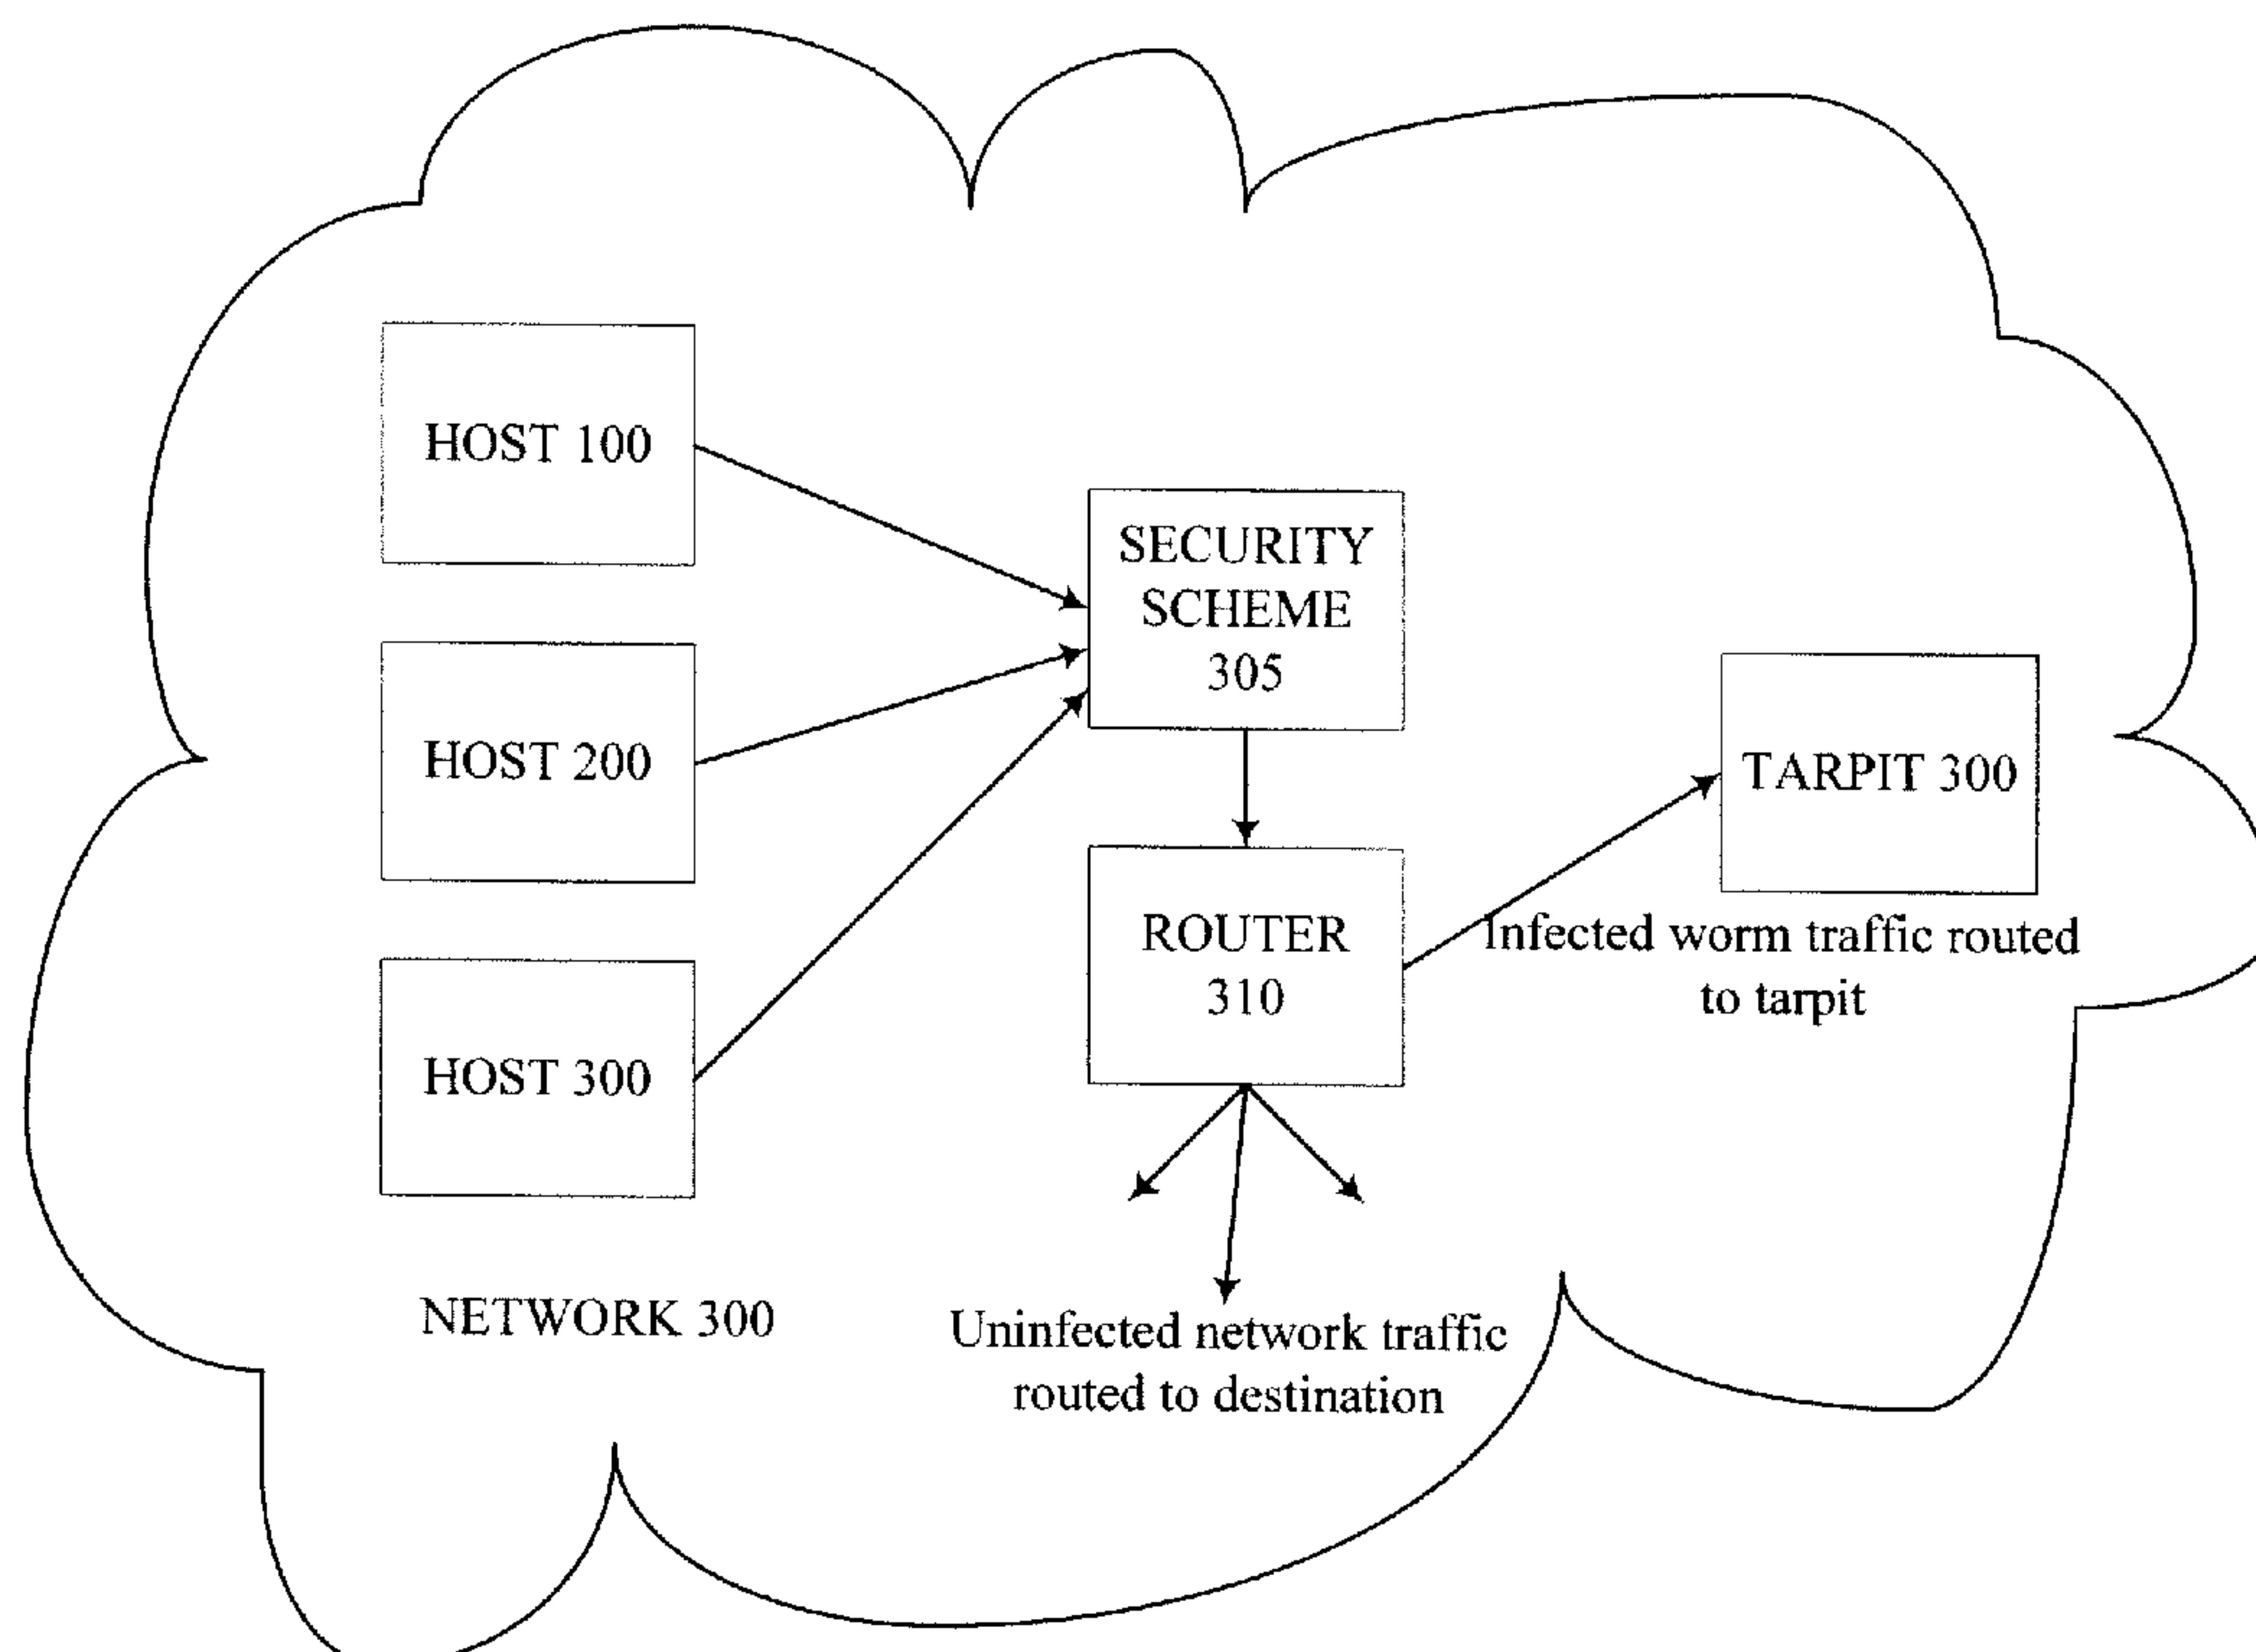 HOST 100
SECURITY
SCHEME
305
HOST 200
TARPIT 300
ROUTER
310
Infected worm traffic routed
to tarpit
HOST 300
NETWORK 300
Uninfected network traffic
routed to destination